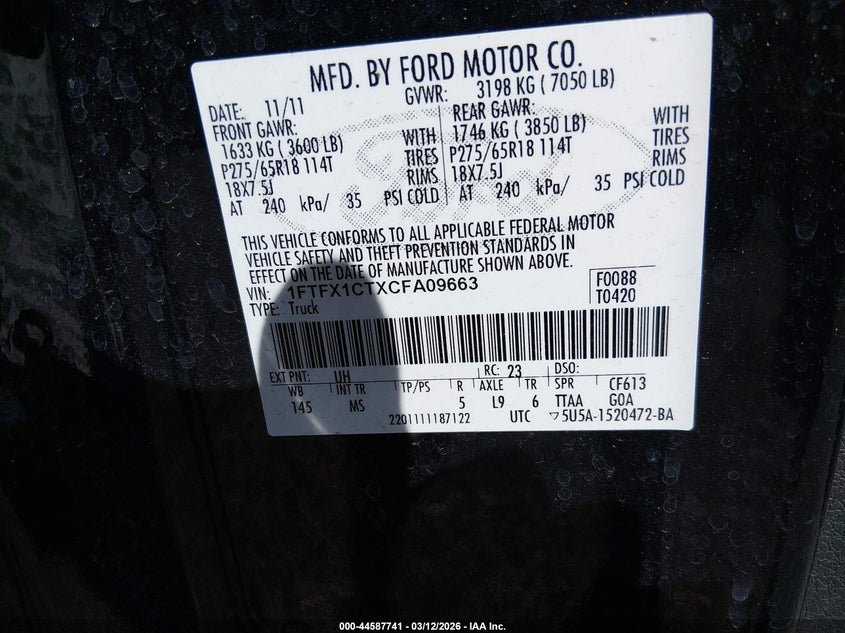 MFD. BY FORD MOTOR CO.
DATE: 11/11 GVWR: 3198 KG ( 7050 LB)
FRONT GAWR: REAR GAWR:
1633 KG ( 3600 LB) WITH 1746 KG ( 3850 LB) WITH
P275/65R18 114T TIRES P275/65R18 114T TIRES
18X7.5J RIMS 18X7.5J RIMS
AT 240 kPa/ 35 PSI COLD AT 240 kPa/ 35 PSI COLD
THIS VEHICLE CONFORMS TO ALL APPLICABLE FEDERAL MOTOR
VEHICLE SAFETY AND THEFT PREVENTION STANDARDS IN
EFFECT ON THE DATE OF MANUFACTURE SHOWN ABOVE.
VIN: 1FTFX1CTXCFA09663 F0088
TYPE: Truck T0420
EXT PNT: UH RC: 23 DSO:
WB INT TR TP/PS R AXLE TR SPR CF613
145 MS 5 L9 6 TTAA GOA
2201111187122 UTC ▽5U5A-1520472-BA
000-44587741 - 03/12/2026 - IAA Inc.